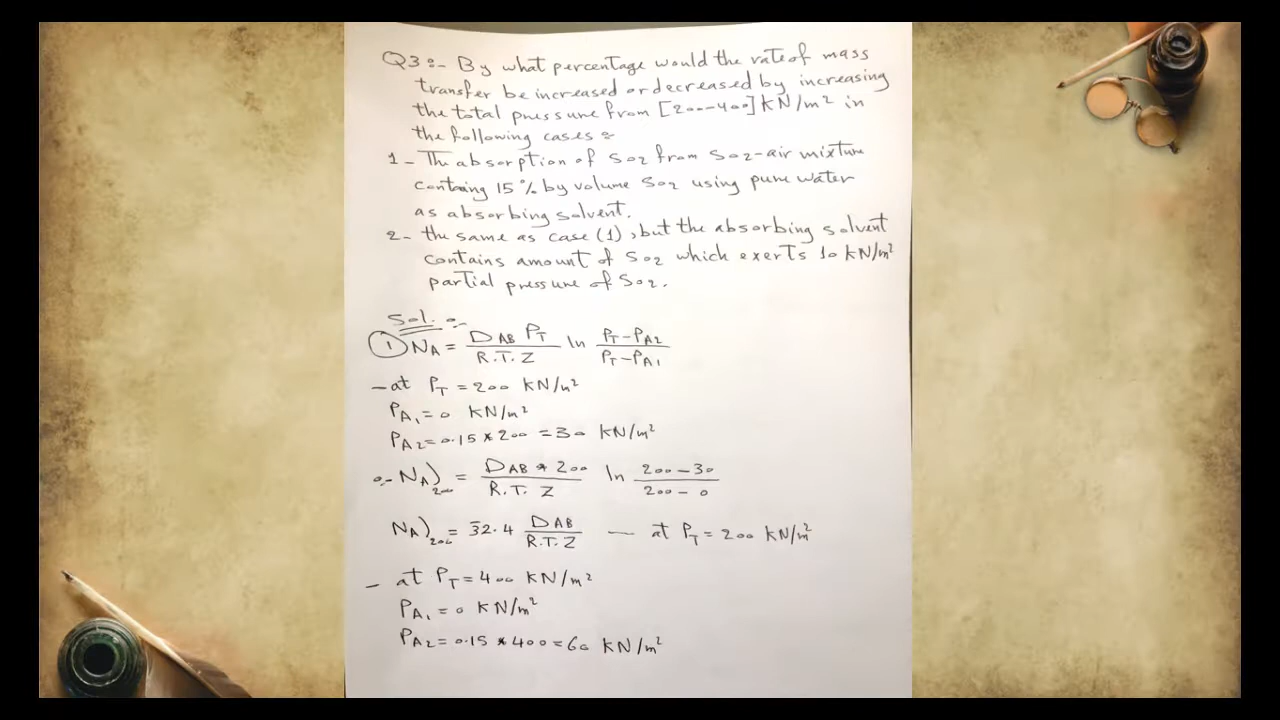 Q3:- By what percentage would the rate of mass
transfer be increased or decreased by increasing
the total pressure from [200-400] KN/m²  in
the following cases:
1- The absorption of SO2 from SO2-air mixture
containg 15% by volume SO2 using pure water
as absorbing solvent.
2- the same as case (1), but the absorbing solvent
contains amount of SO2 which exerts 10 KN/m²
partial pressure of SO2.
Sol. :-
① NA = DAB PT / R.T.Z ln PT-PA2 / PT-PA1
- at PT = 200 KN/m²
PA1 = 0 KN/m²
PA2 = 0.15 * 200 = 30 KN/m²
:- NA)200 = DAB * 200 / R.T.Z ln 200-30 / 200-0
NA)200 = -32.4 DAB / R.T.Z — at PT = 200 KN/m²
- at PT = 400 KN/m²
PA1 = 0 KN/m²
PA2 = 0.15 * 400 = 60 KN/m²